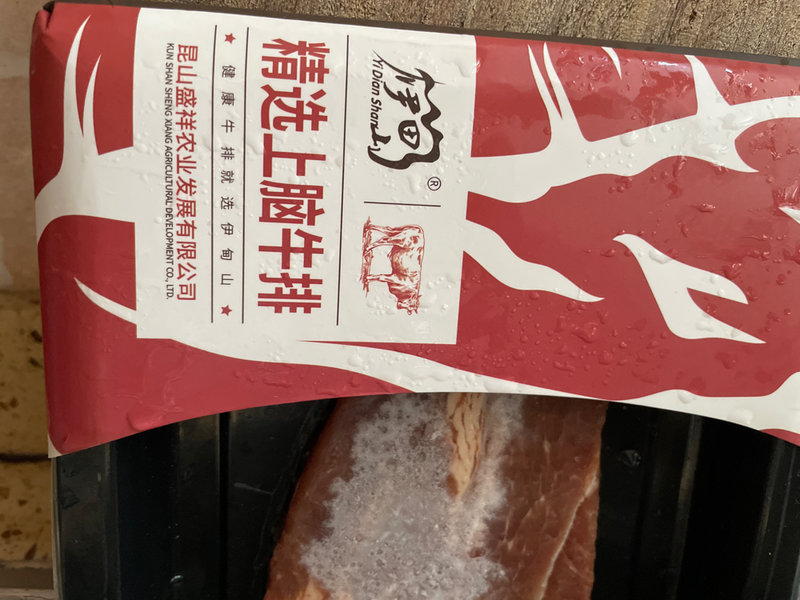 伊甸山
Yi Dian Shan
®
精选上脑牛排
★ 健康牛排就选伊甸山 ★
昆山盛祥农业发展有限公司
KUN SHAN SHENG XIANG AGRICULTURAL DEVELOPMENT CO., LTD.